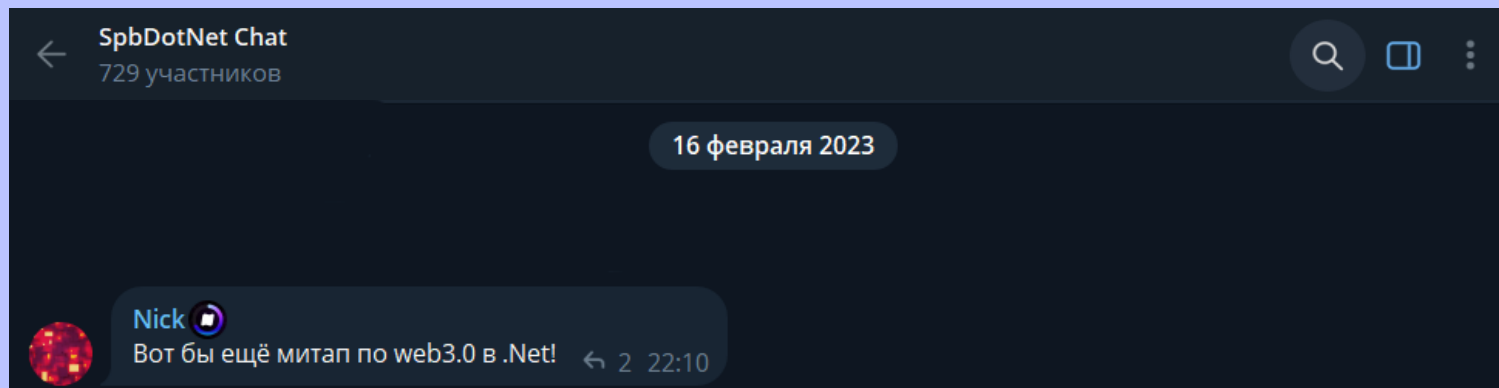 SpbDotNet Chat
729 участников
16 февраля 2023
Nick
Вот бы ещё митап по web3.0 в .Net! 2 22:10